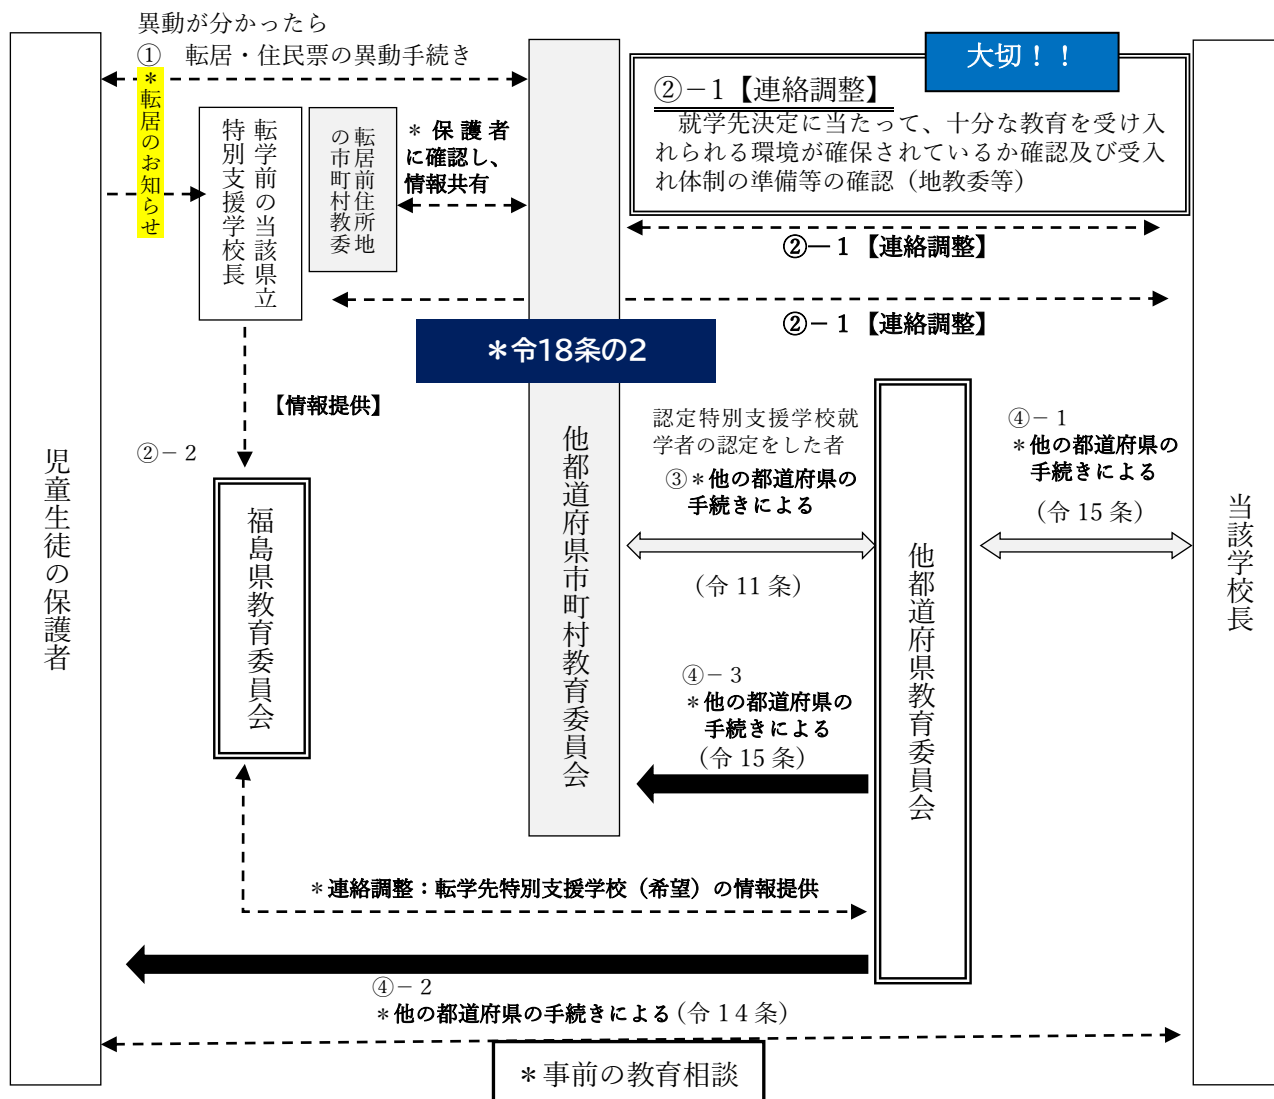 異動が分かったら
①　転居・住民票の異動手続き
＊転居のお知らせ
転学前の当該県立
特別支援学校長
転居前住所地
の市町村教委
＊保護者
に確認し、
情報共有
大切！！
②－1【連絡調整】
　就学先決定に当たって、十分な教育を受け入
れられる環境が確保されているか確認及び受入
れ体制の準備等の確認（地教委等）
②―1【連絡調整】
②－1【連絡調整】
＊令18条の2
【情報提供】
②－2
児童生徒の保護者
福島県教育委員会
他都道府県市町村教育委員会
認定特別支援学校就
学者の認定をした者
③＊他の都道府県の
手続きによる
（令 11 条）
他都道府県教育委員会
④－1
＊他の都道府県の
手続きによる
（令 15 条）
当該学校長
④－3
＊他の都道府県の
手続きによる
（令 15 条）
＊連絡調整：転学先特別支援学校（希望）の情報提供
④－2
＊他の都道府県の手続きによる（令 14 条）
＊事前の教育相談